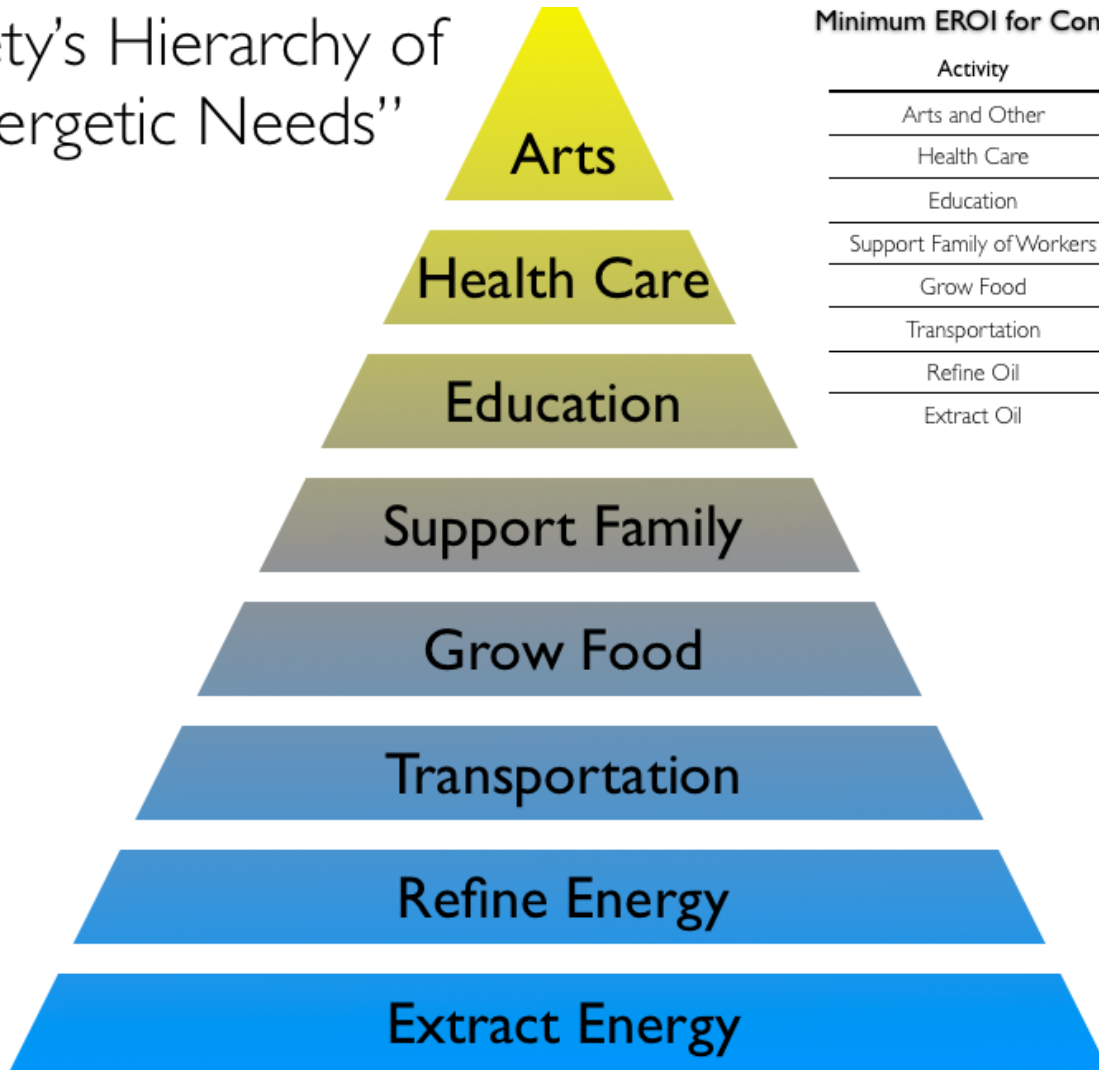 ety's Hierarchy of
ergetic Needs”
Minimum EROI for Con
Activity
Arts and Other
Health Care
Education
Support Family of Workers
Grow Food
Transportation
Refine Oil
Extract Oil
Arts
Health Care
Education
Support Family
Grow Food
Transportation
Refine Energy
Extract Energy